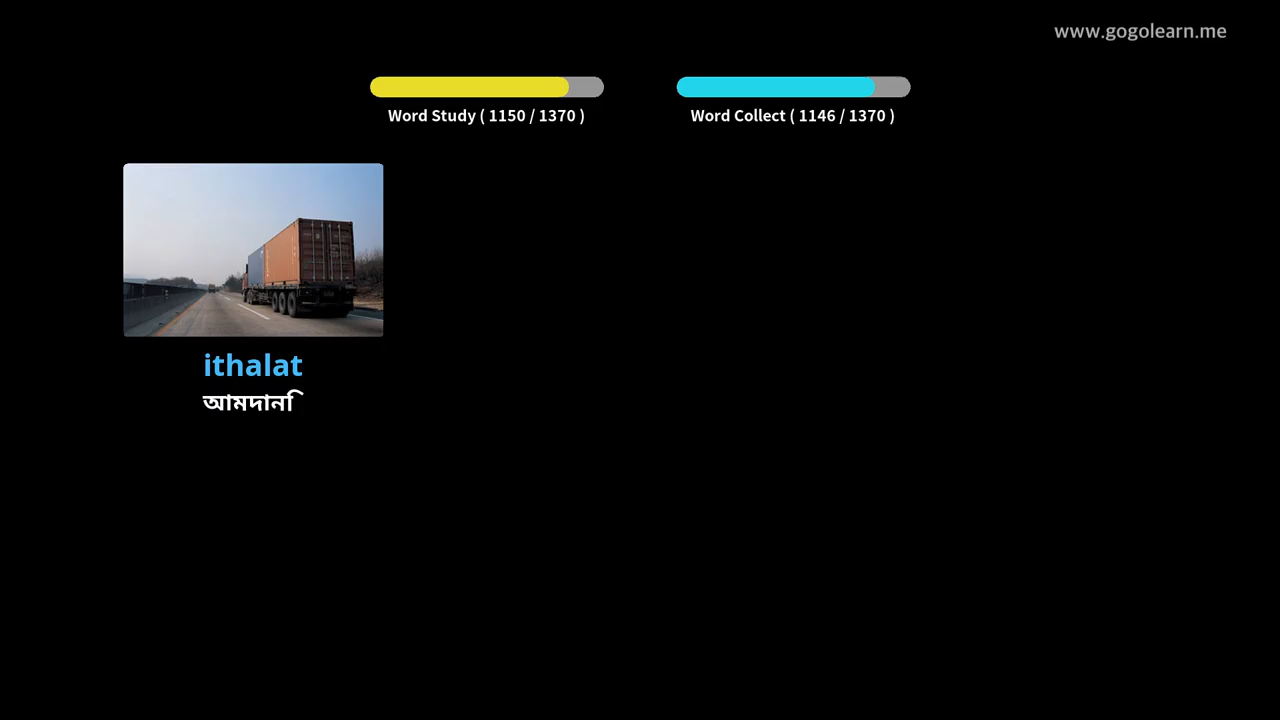 www.gogolearn.me
Word Study ( 1150 / 1370 )
Word Collect ( 1146 / 1370 )
ithalat
আমদানি